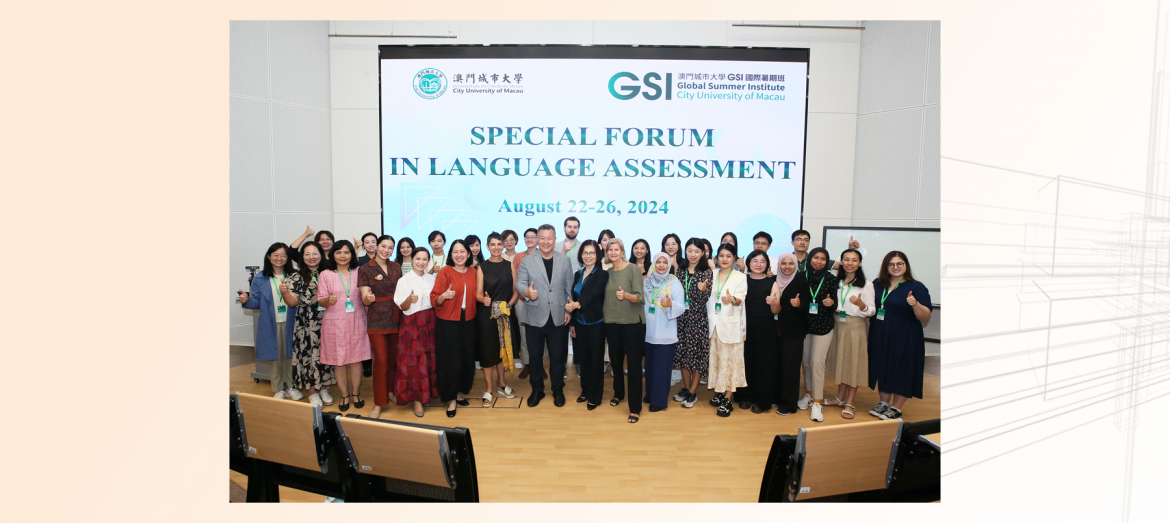 澳門城市大學
City University of Macau
GSI
澳門城市大學 GSI 國際暑期班
Global Summer Institute
City University of Macau
SPECIAL FORUM
IN LANGUAGE ASSESSMENT
August 22-26, 2024